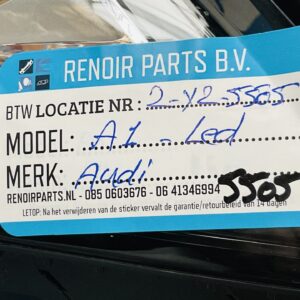 RENOIR PARTS B.V.
BTW LOCATIE NR : 2-Y2-5505
MODEL: A1 - Led
MERK: Audi
RENOIRPARTS.NL - 085 0603676 - 06 41346994
5505
LETOP: Na het verwijderen van de sticker vervalt de garantie/retourbeleid van 14 dagen